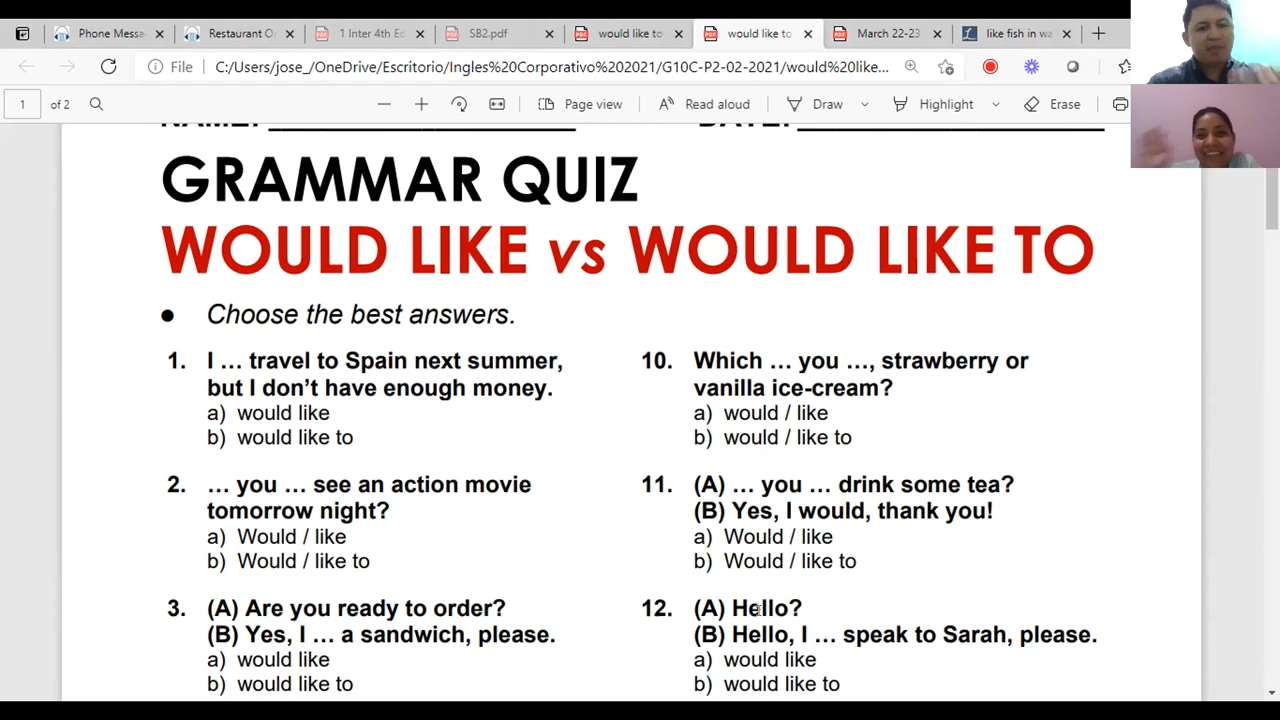 Phone Messa
Restaurant O
1 Inter 4th Ed
SB2.pdf
would like to
would like to
March 22-23
like fish in wa
File
C:/Users/jose_/OneDrive/Escritorio/Ingles%20Corporativo%202021/G10C-P2-02-2021/would%20like...
1 of 2
Page view
Read aloud
Draw
Highlight
Erase
NAME:
DATE:
GRAMMAR QUIZ
WOULD LIKE vs WOULD LIKE TO
● Choose the best answers.
1. I … travel to Spain next summer,
but I don’t have enough money.
a) would like
b) would like to
2. … you … see an action movie
tomorrow night?
a) Would / like
b) Would / like to
3. (A) Are you ready to order?
(B) Yes, I … a sandwich, please.
a) would like
b) would like to
10. Which … you …, strawberry or
vanilla ice-cream?
a) would / like
b) would / like to
11. (A) … you … drink some tea?
(B) Yes, I would, thank you!
a) Would / like
b) Would / like to
12. (A) Hello?
(B) Hello, I … speak to Sarah, please.
a) would like
b) would like to